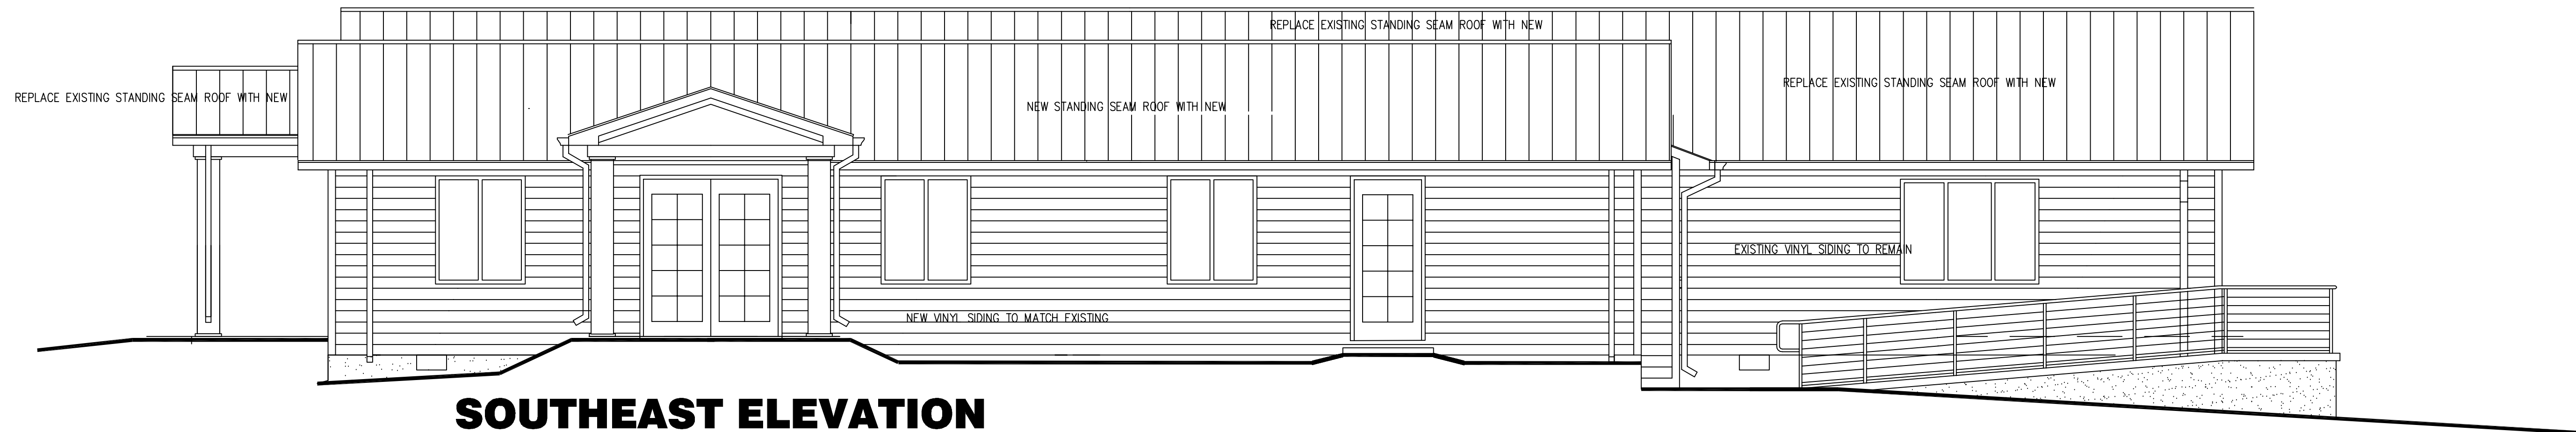 REPLACE EXISTING STANDING SEAM ROOF WITH NEW
REPLACE EXISTING STANDING SEAM ROOF WITH NEW
REPLACE EXISTING STANDING SEAM ROOF WITH NEW
NEW STANDING SEAM ROOF WITH NEW
EXISTING VINYL SIDING TO REMAIN
NEW VINYL SIDING TO MATCH EXISTING
SOUTHEAST ELEVATION